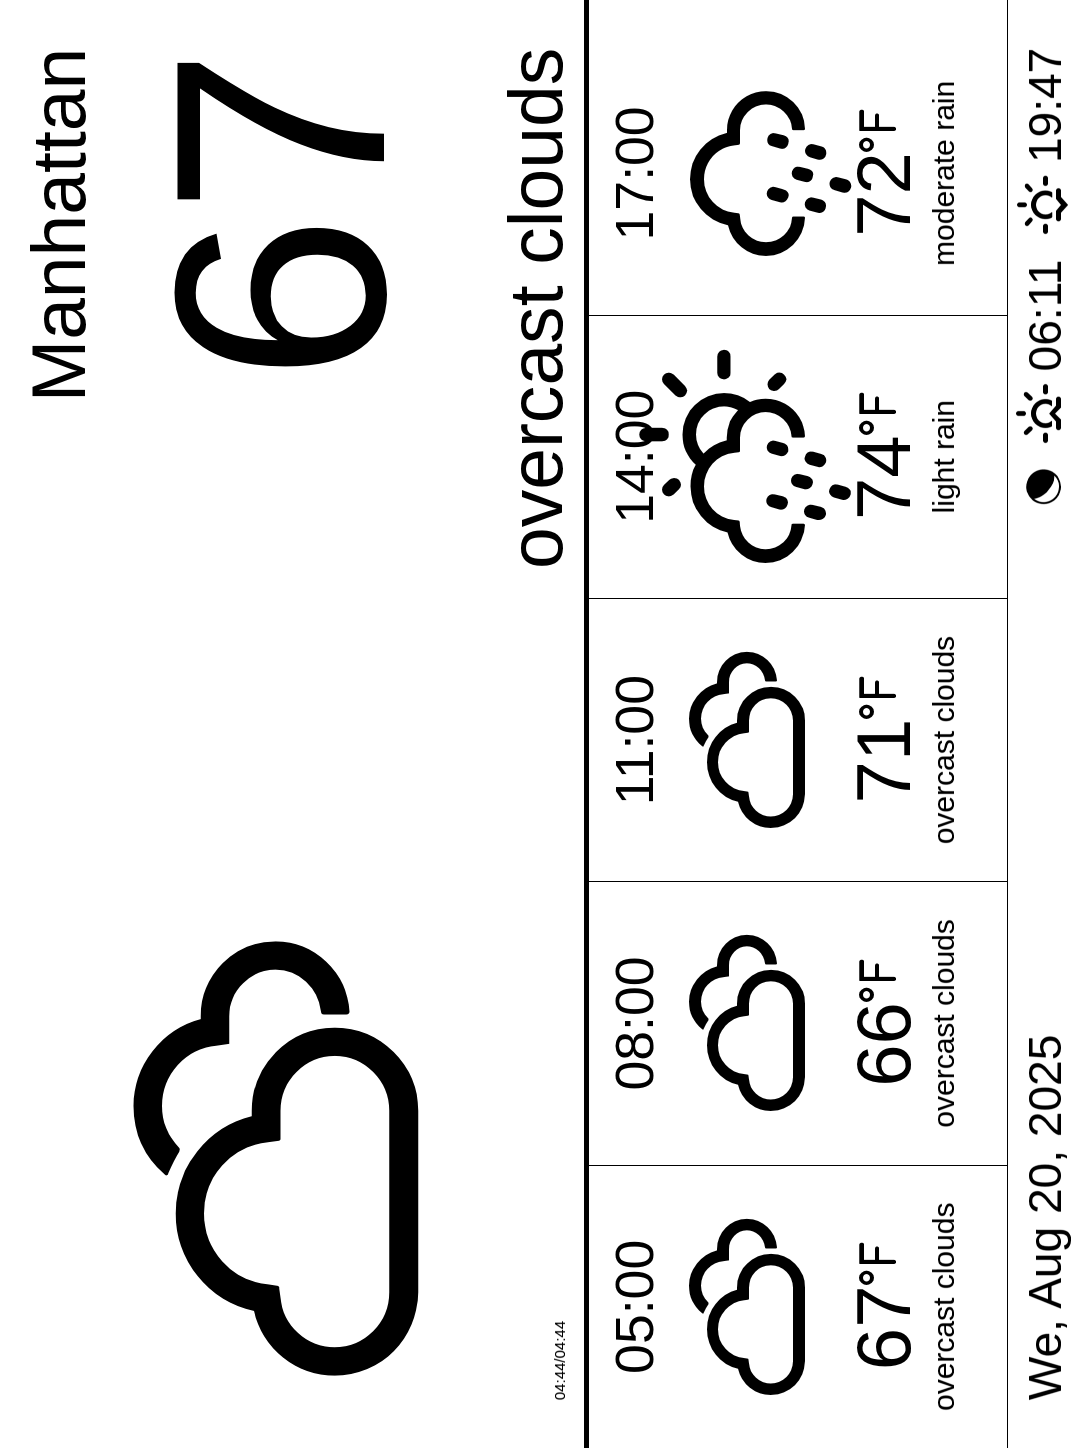 Manhattan
67
overcast clouds
04:44/04:44
05:00 08:00 11:00 14:00 17:00
67°F 66°F 71°F 74°F 72°F
overcast clouds overcast clouds overcast clouds light rain moderate rain
We, Aug 20, 2025 06:11 19:47